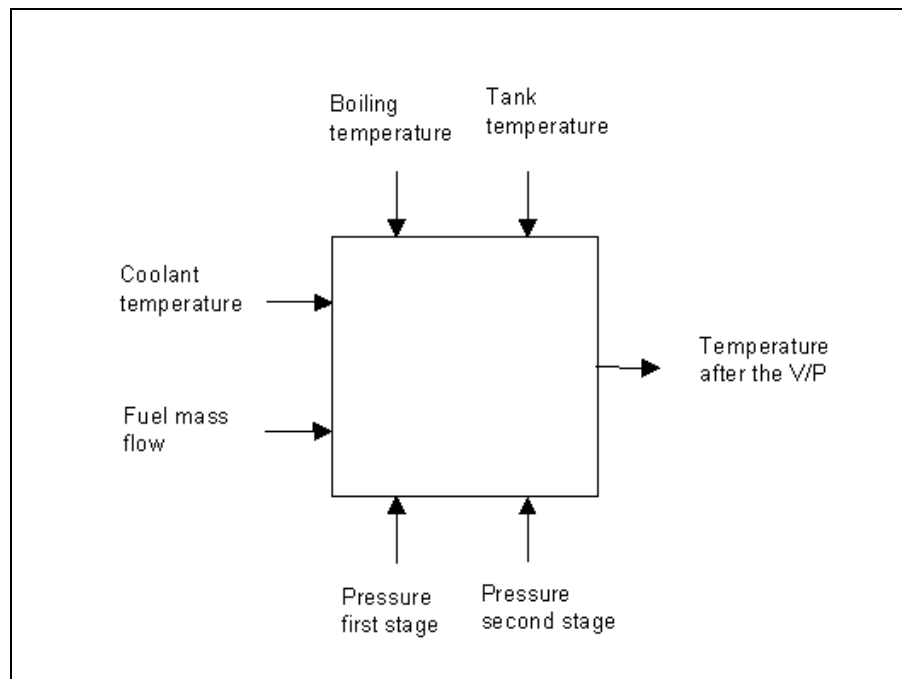 Boiling
temperature
Tank
temperature
Coolant
temperature
Fuel mass
flow
Temperature
after the V/P
Pressure
first stage
Pressure
second stage